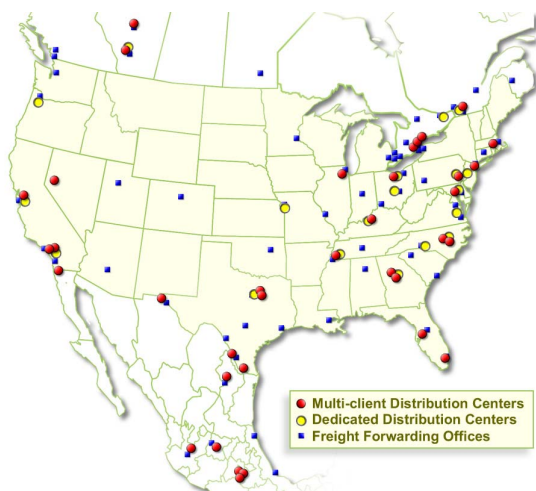 Multi-client Distribution Centers
Dedicated Distribution Centers
Freight Forwarding Offices